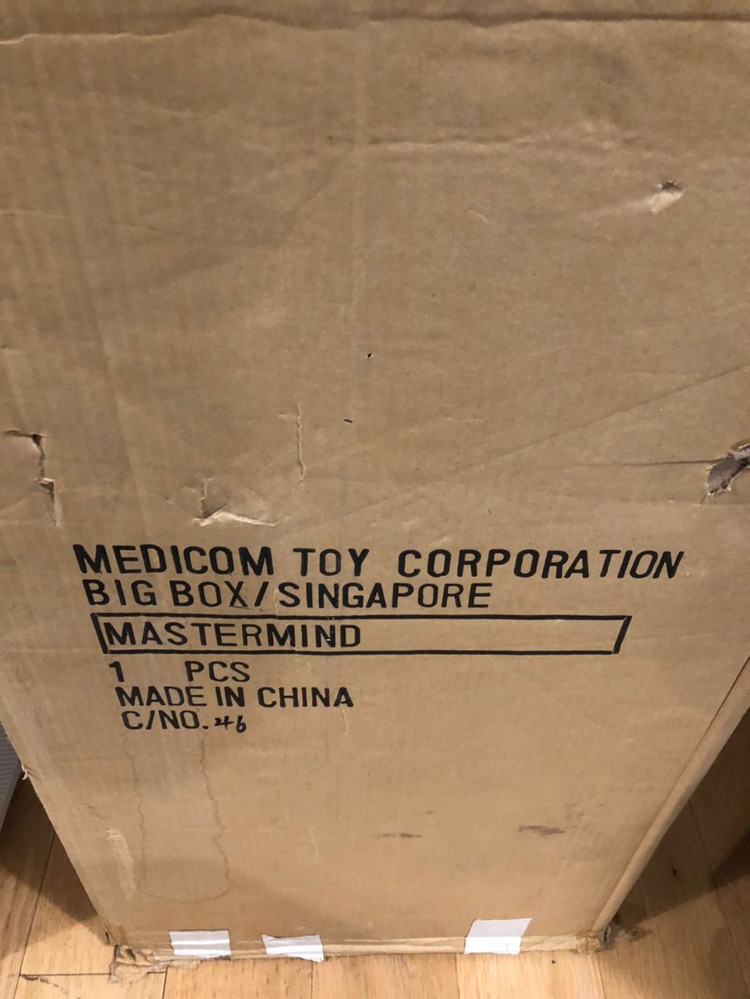 MEDICOM TOY CORPORATION
BIG BOX/SINGAPORE
MASTERMIND
1 PCS
MADE IN CHINA
C/NO. 46